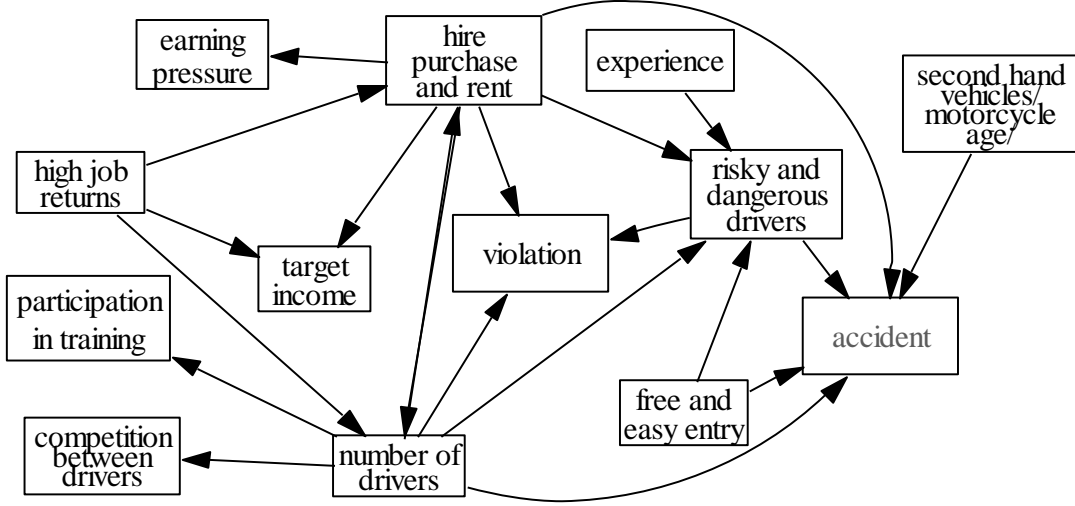 earning
pressure
hire
purchase
and rent
experience
second hand
vehicles/
motorcycle
age/
high job
returns
risky and
dangerous
drivers
violation
target
income
participation
in training
accident
free and
easy entry
competition
between
drivers
number of
drivers